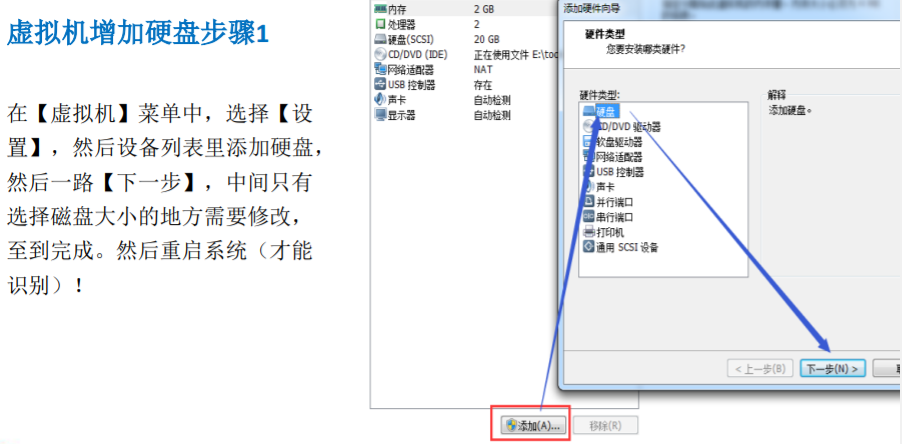 虚拟机增加硬盘步骤1
在【虚拟机】菜单中，选择【设
置】，然后设备列表里添加硬盘，
然后一路【下一步】，中间只有
选择磁盘大小的地方需要修改，
至到完成。然后重启系统（才能
识别）！
内存 2 GB
处理器 2
硬盘(SCSI) 20 GB
CD/DVD (IDE) 正在使用文件 E:\too
网络适配器 NAT
USB 控制器 存在
声卡 自动检测
显示器 自动检测
添加(A)...
移除(R)
添加硬件向导
硬件类型
您要安装哪类硬件?
硬件类型:
硬盘
CD/DVD 驱动器
软盘驱动器
网络适配器
USB 控制器
声卡
并行端口
串行端口
打印机
通用 SCSI 设备
解释
添加硬盘。
< 上一步(B)
下一步(N) >